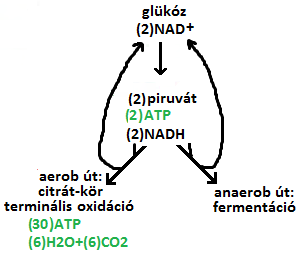 glükóz
(2)NAD+
(2)piruvát
(2)ATP
(2)NADH
aerob út:
citrát-kör
terminális oxidáció
(30)ATP
(6)H2O+(6)CO2
anaerob út:
fermentáció